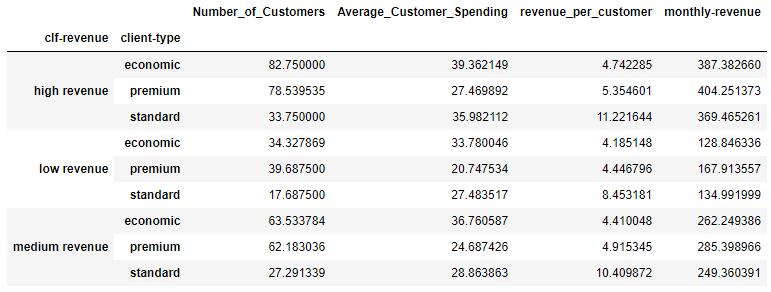 Number_of_Customers Average_Customer_Spending revenue_per_customer monthly-revenue
clf-revenue client-type
economic 82.750000 39.362149 4.742285 387.382660
high revenue premium 78.539535 27.469892 5.354601 404.251373
standard 33.750000 35.982112 11.221644 369.465261
economic 34.327869 33.780046 4.185148 128.846336
low revenue premium 39.687500 20.747534 4.446796 167.913557
standard 17.687500 27.483517 8.453181 134.991999
economic 63.533784 36.760587 4.410048 262.249386
medium revenue premium 62.183036 24.687426 4.915345 285.398966
standard 27.291339 28.863863 10.409872 249.360391